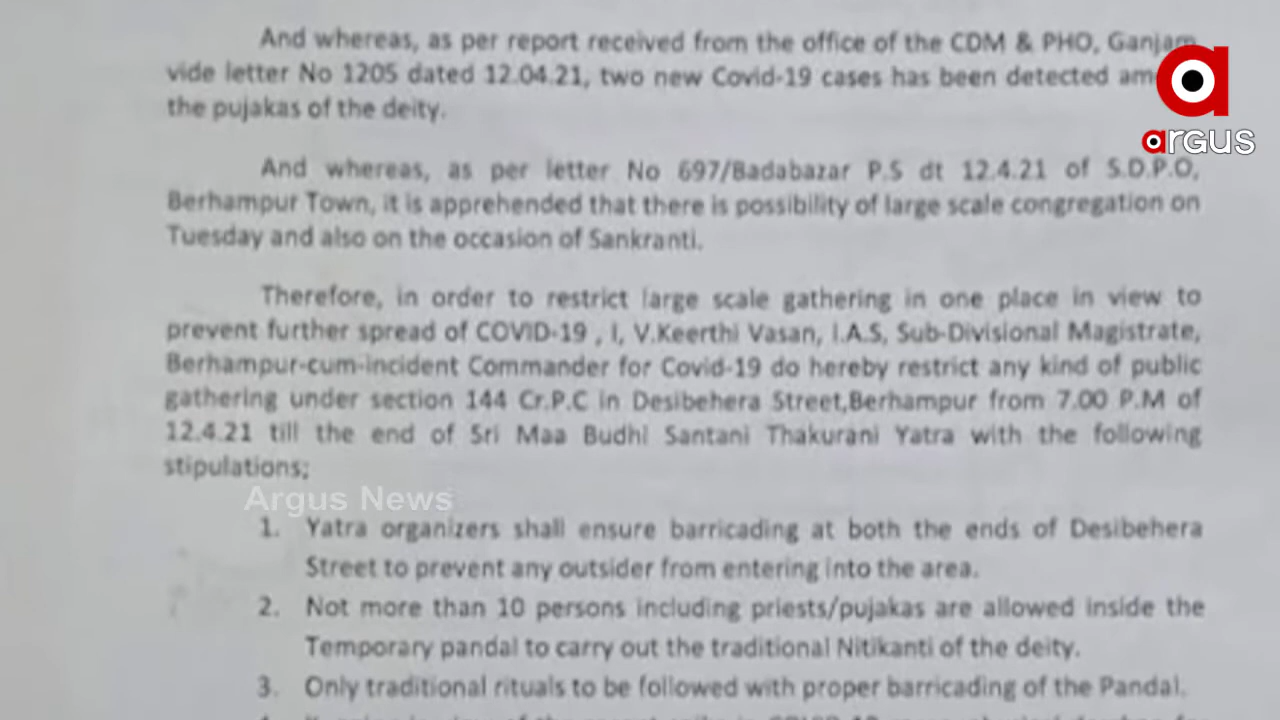 And whereas, as per report received from the office of the CDM & PHO, Ganjam
vide letter No 1205 dated 12.04.21, two new Covid-19 cases has been detected
the pujakas of the deity.
And whereas, as per letter No 697/Badabazar P.S dt 12.4.21 of S.D.P.O,
Berhampur Town, it is apprehended that there is possibility of large scale congregation on
Tuesday and also on the occasion of Sankranti.
Therefore, in order to restrict large scale gathering in one place in view to
prevent further spread of COVID-19 , I, V.Keerthi Vasan, I.A.S, Sub-Divisional Magistrate,
Berhampur-cum-incident Commander for Covid-19 do hereby restrict any kind of public
gathering under section 144 Cr.P.C in Desibehera Street,Berhampur from 7.00 P.M of
12.4.21 till the end of Sri Maa Budhi Santani Thakurani Yatra with the following
stipulations;
1. Yatra organizers shall ensure barricading at both the ends of Desibehera
Street to prevent any outsider from entering into the area.
2. Not more than 10 persons including priests/pujakas are allowed inside the
Temporary pandal to carry out the traditional Nitikanti of the deity.
3. Only traditional rituals to be followed with proper barricading of the Pandal.
argus
Argus News